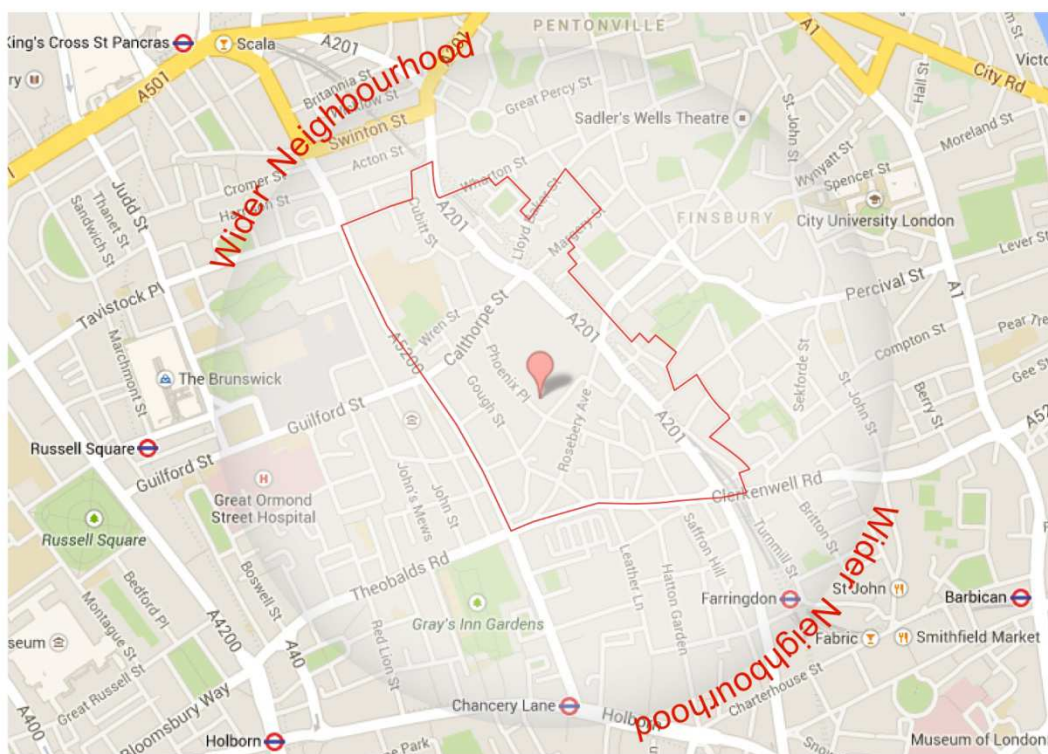 King's Cross St Pancras
Scala
A201
PENTONVILLE
A1
City Rd
A501
Britannia St
Great Percy St
Sadler's Wells Theatre
St. John St
Hall St
Moreland St
Swinton St
Acton St
Wider Neighbourhood
Wharton St
Wynyatt St
Spencer St
City University London
Cromer St
Judd St
Thanet St
Sandwich St
Cubitt St
A201
Lloyd Baker St
Margery St
FINSBURY
Lever St
Tavistock Pl
Percival St
A1
Wren St
Calthorpe St
A201
Compton St
Marchmont St
A5200
Phoenix Pl
The Brunswick
Gough St
Guilford St
Rosebery Ave
Sekforde St
St. John St
Berry St
Gee St
Russell Square
Guilford St
A201
Great Ormond
Street Hospital
John's Mews
John St
Clerkenwell Rd
Russell Square
Boswell St
Theobalds Rd
Saffron Hill
Turnmill St
Britton St
Wider Neighbourhood
Bedford Pl
Montague St
A4200
Leather Ln
Hatton Garden
St John
Farringdon
Barbican
Gray's Inn Gardens
Red Lion St
A40
Fabric
Smithfield Market
Great Russell St
Bloomsbury Way
A400
Chancery Lane
Charterhouse St
Holborn
Museum of London